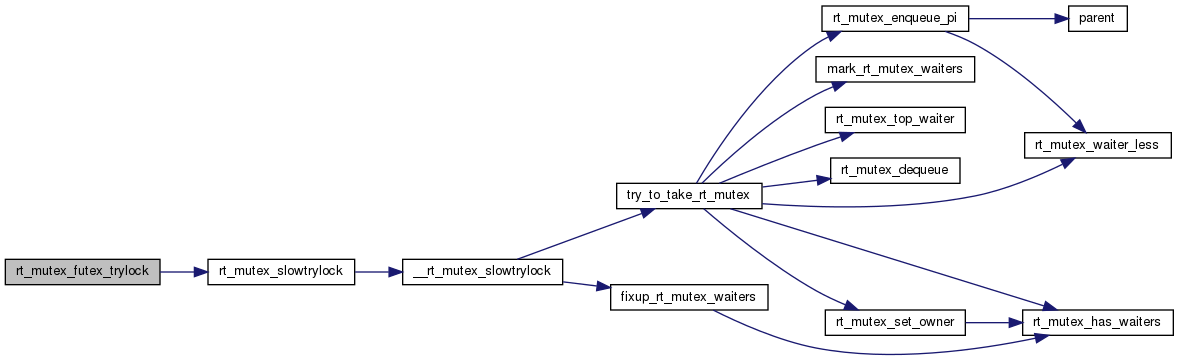 rt_mutex_enqueue_pi
parent
mark_rt_mutex_waiters
rt_mutex_top_waiter
rt_mutex_waiter_less
rt_mutex_dequeue
try_to_take_rt_mutex
rt_mutex_futex_trylock
rt_mutex_slowtrylock
__rt_mutex_slowtrylock
fixup_rt_mutex_waiters
rt_mutex_set_owner
rt_mutex_has_waiters